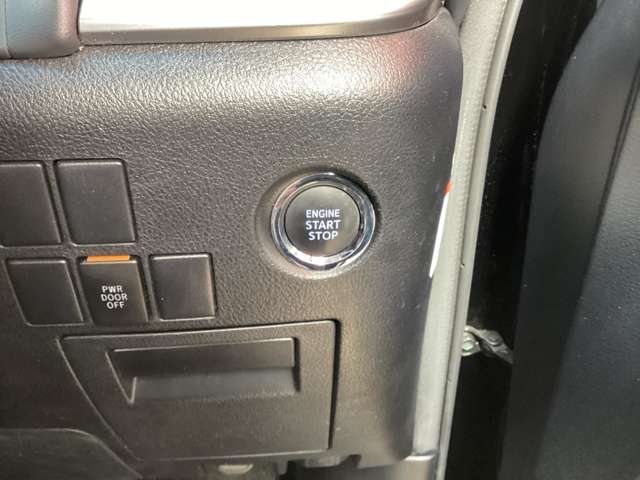 ENGINE
START
STOP
PWR
DOOR
OFF